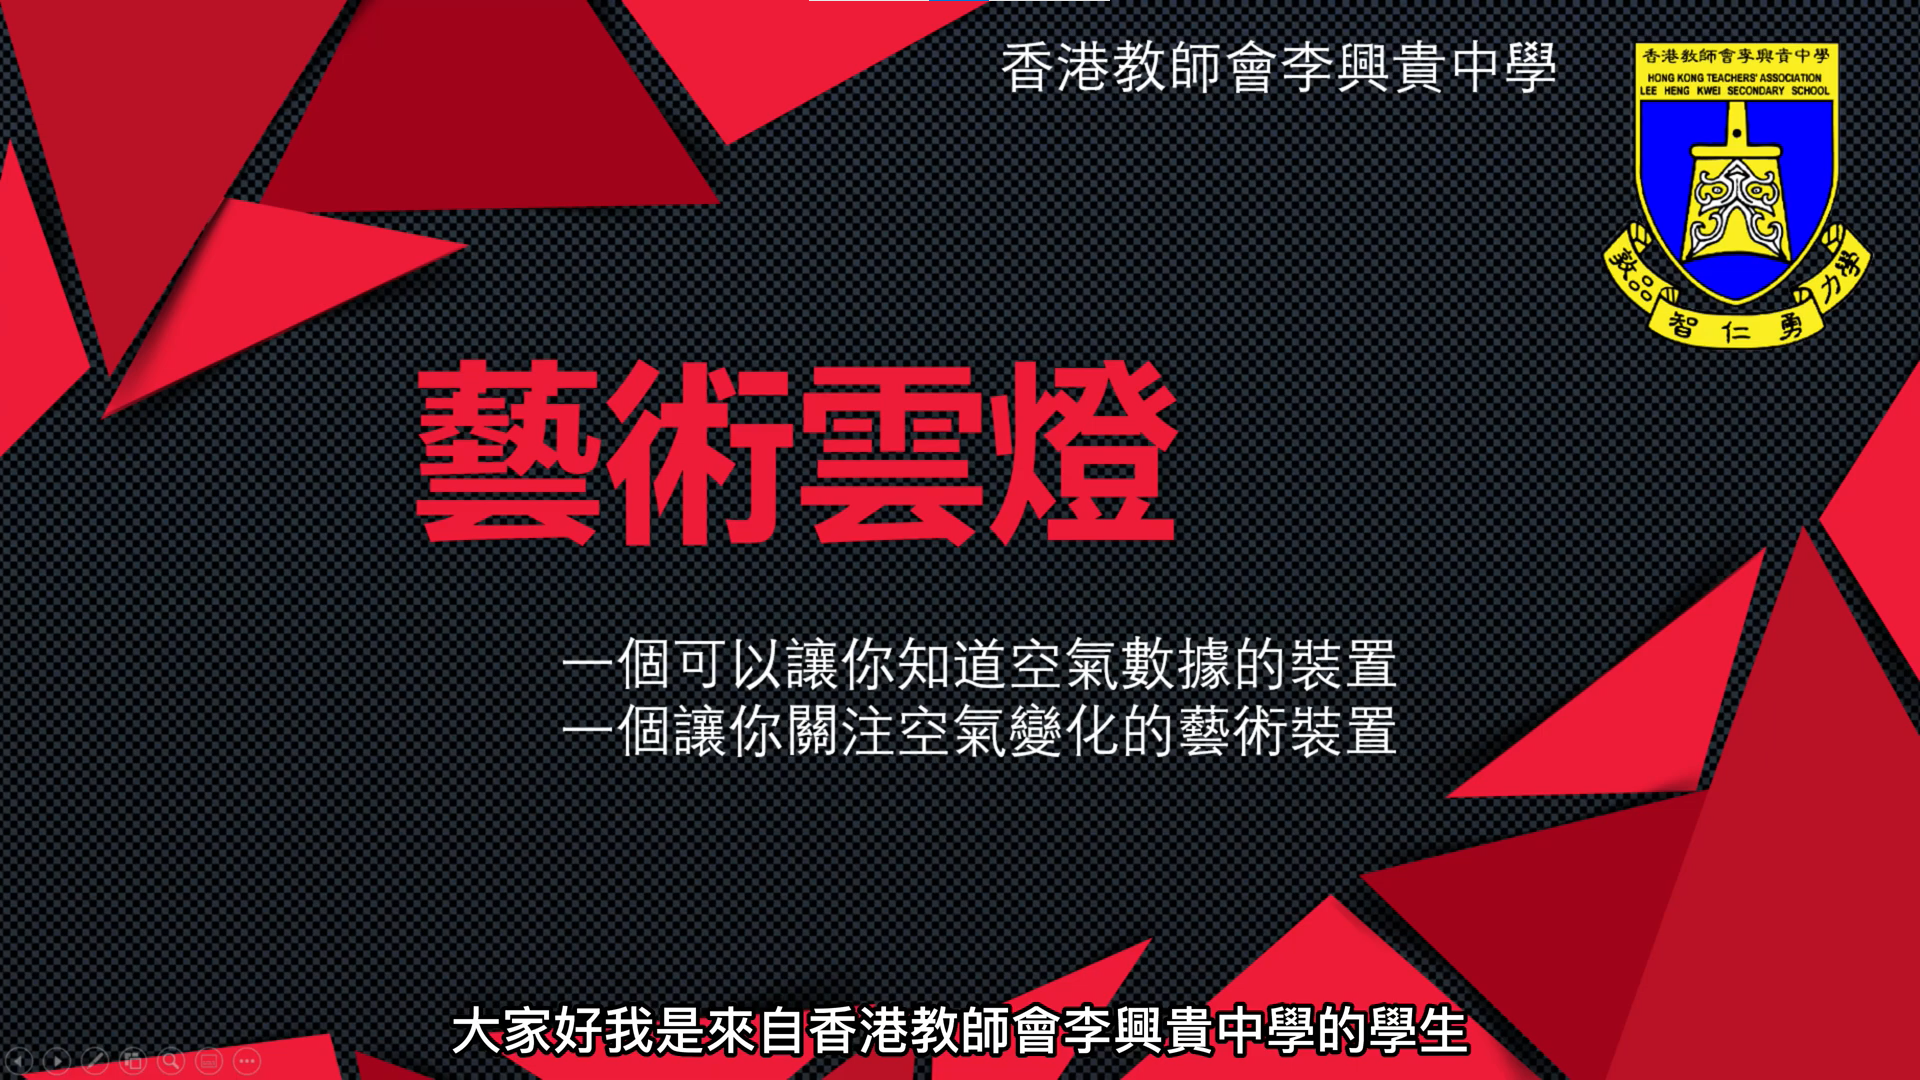 香港教師會李興貴中學
香港教師會李興貴中學
HONG KONG TEACHERS' ASSOCIATION
LEE HENG KWEI SECONDARY SCHOOL
敦品力學
智仁勇
藝術雲燈
一個可以讓你知道空氣數據的裝置
一個讓你關注空氣變化的藝術裝置
大家好我是來自香港教師會李興貴中學的學生